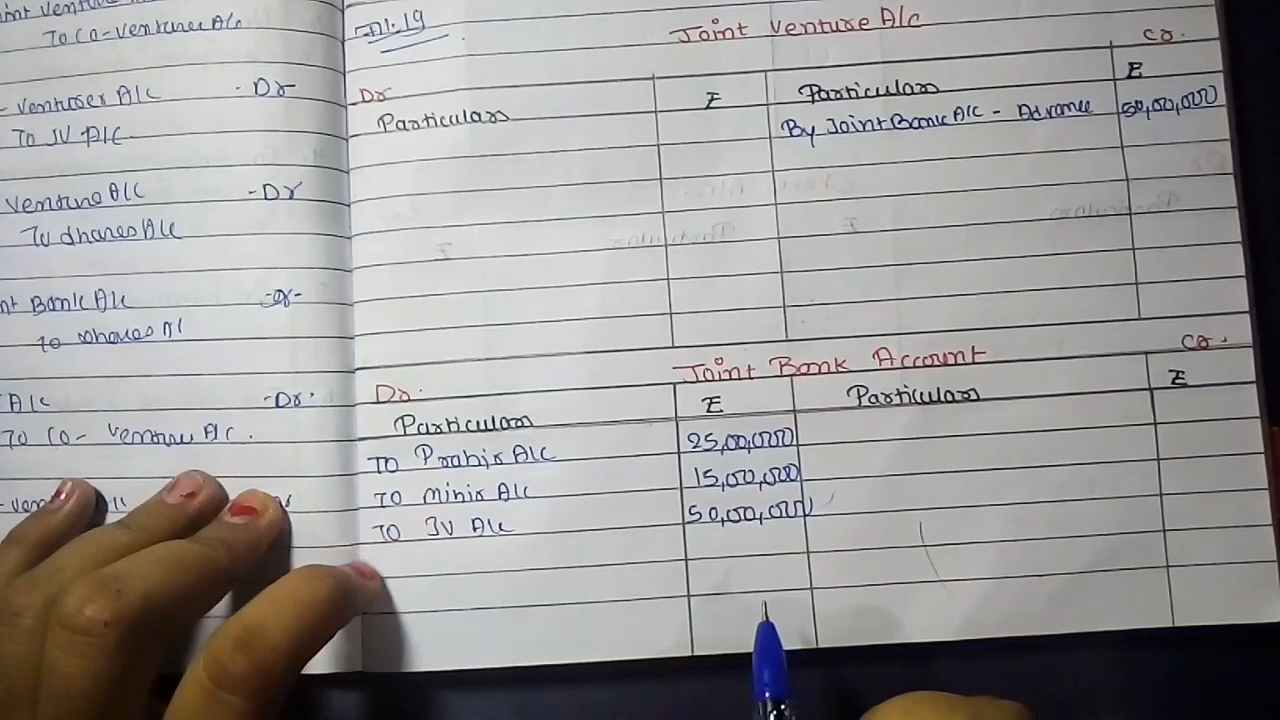 To Co-venturer A/c
- Venturer A/c - Dr
To JV A/c
Venture A/c - Dr
To Shares A/c
nt Bank A/c - Dr -
to Shares A/c
A/c - Dr.
To Co- venture A/c.
Joint Venture A/c
Dr Cr.
Particulars ₹ Particulars ₹
By Joint Bank A/c - Advance 50,00,000
Joint Bank Account
Dr. Cr.
Particulars ₹ Particulars ₹
To Prabir A/c 25,00,000
To Minir A/c 15,00,000
To JV A/c 50,00,000